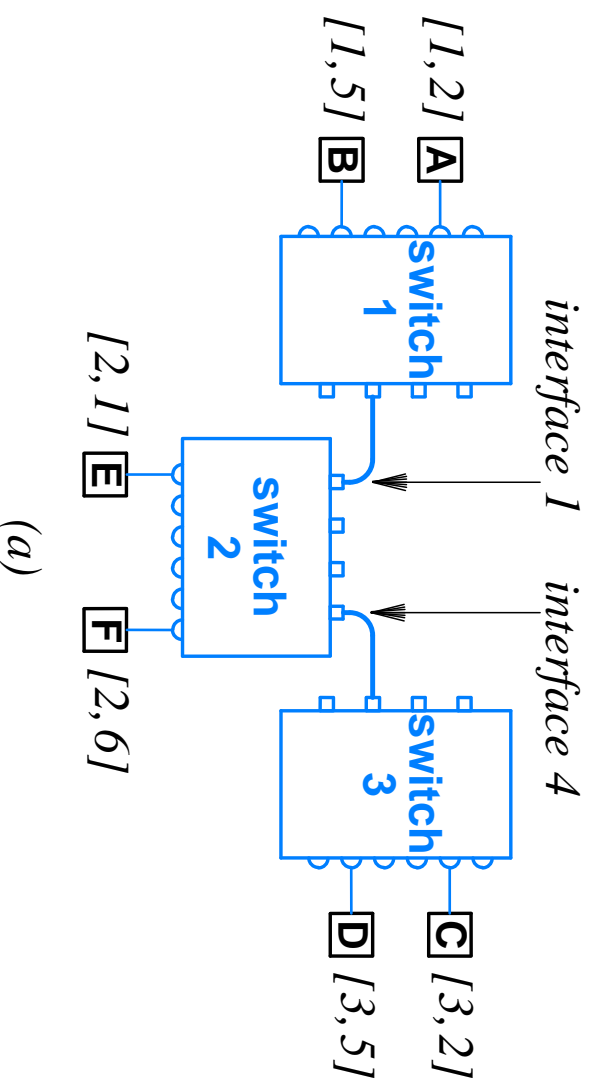 interface 1 interface 4
[1,2] A switch 1 switch 3 C [3,2]
[1,5] B D [3,5]
switch 2
[2,1] E F [2,6]
(a)